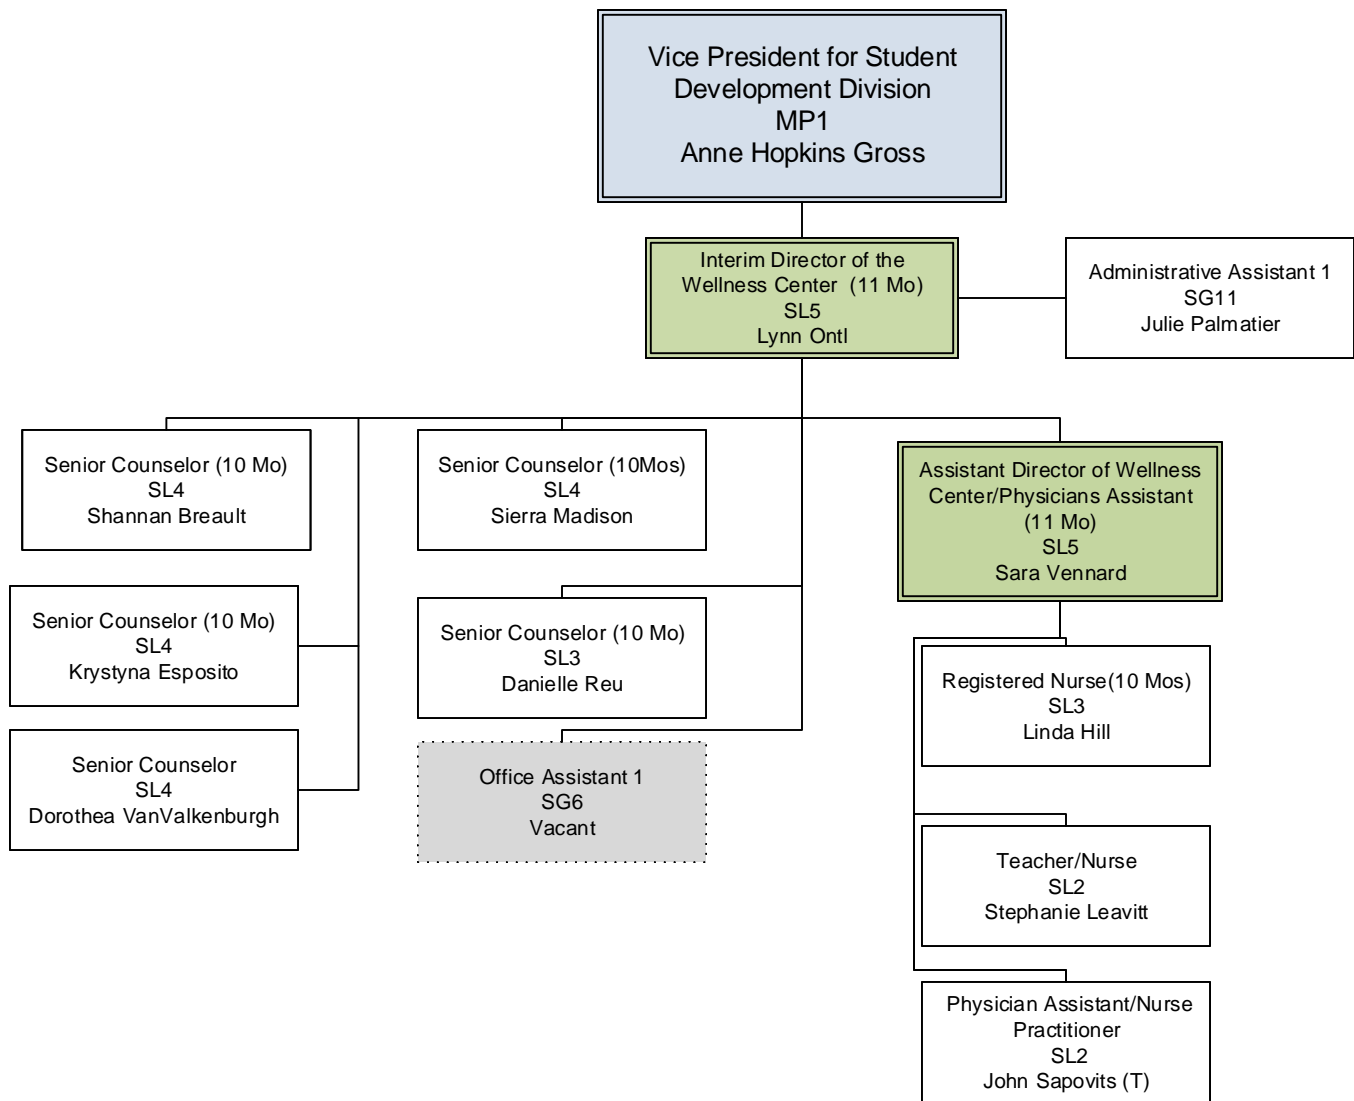 Vice President for Student
Development Division
MP1
Anne Hopkins Gross
Interim Director of the
Wellness Center (11 Mo)
SL5
Lynn Ontl
Administrative Assistant 1
SG11
Julie Palmatier
Senior Counselor (10 Mo)
SL4
Shannan Breault
Senior Counselor (10Mos)
SL4
Sierra Madison
Assistant Director of Wellness
Center/Physicians Assistant
(11 Mo)
SL5
Sara Vennard
Senior Counselor (10 Mo)
SL4
Krystyna Esposito
Senior Counselor (10 Mo)
SL3
Danielle Reu
Registered Nurse(10 Mos)
SL3
Linda Hill
Senior Counselor
SL4
Dorothea VanValkenburgh
Office Assistant 1
SG6
Vacant
Teacher/Nurse
SL2
Stephanie Leavitt
Physician Assistant/Nurse
Practitioner
SL2
John Sapovits (T)